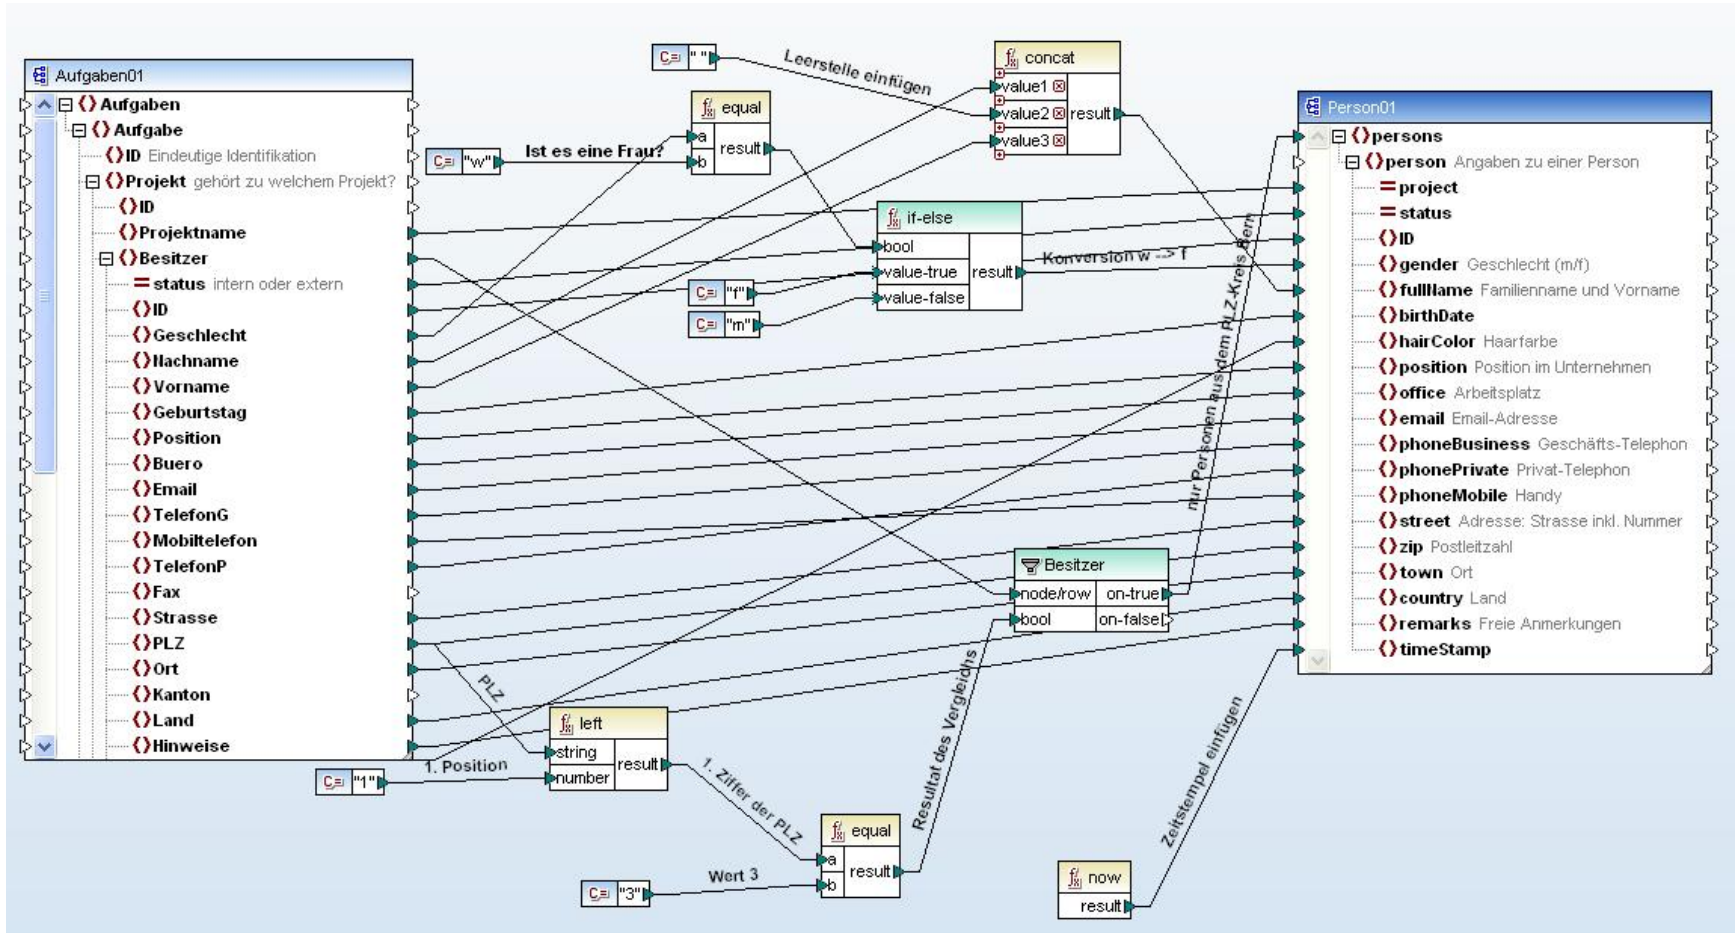 Aufgaben01
Aufgaben
Aufgabe
ID Eindeutige Identifikation
Projekt gehört zu welchem Projekt?
ID
Projektname
Besitzer
status intern oder extern
ID
Geschlecht
Nachname
Vorname
Geburtstag
Position
Buero
Email
TelefonG
Mobiltelefon
TelefonP
Fax
Strasse
PLZ
Ort
Kanton
Land
Hinweise
C= " "
Leerstelle einfügen
concat
value1
value2 result
value3
equal
a
result
b
C= "w"
Ist es eine Frau?
if-else
bool
value-true result
value-false
C= "f"
C= "m"
Konversion w --> f
nur Personen aus dem PLZ-Kreis Bern
Besitzer
node/row on-true
bool on-false
PLZ
left
string
result
number
C= "1"
1. Position
1. Ziffer der PLZ
equal
a
result
b
C= "3"
Wert 3
Resultat des Vergleichs
now
result
Zeitstempel einfügen
Person01
persons
person Angaben zu einer Person
project
status
ID
gender Geschlecht (m/f)
fullName Familienname und Vorname
birthDate
hairColor Haarfarbe
position Position im Unternehmen
office Arbeitsplatz
email Email-Adresse
phoneBusiness Geschäfts-Telephon
phonePrivate Privat-Telephon
phoneMobile Handy
street Adresse: Strasse inkl. Nummer
zip Postleitzahl
town Ort
country Land
remarks Freie Anmerkungen
timeStamp